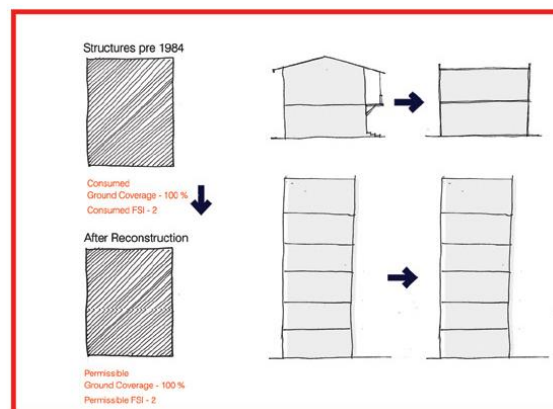 Structures pre 1984
Consumed
Ground Coverage - 100 %
Consumed FSI - 2
After Reconstruction
Permissible
Ground Coverage - 100 %
Permissible FSI - 2